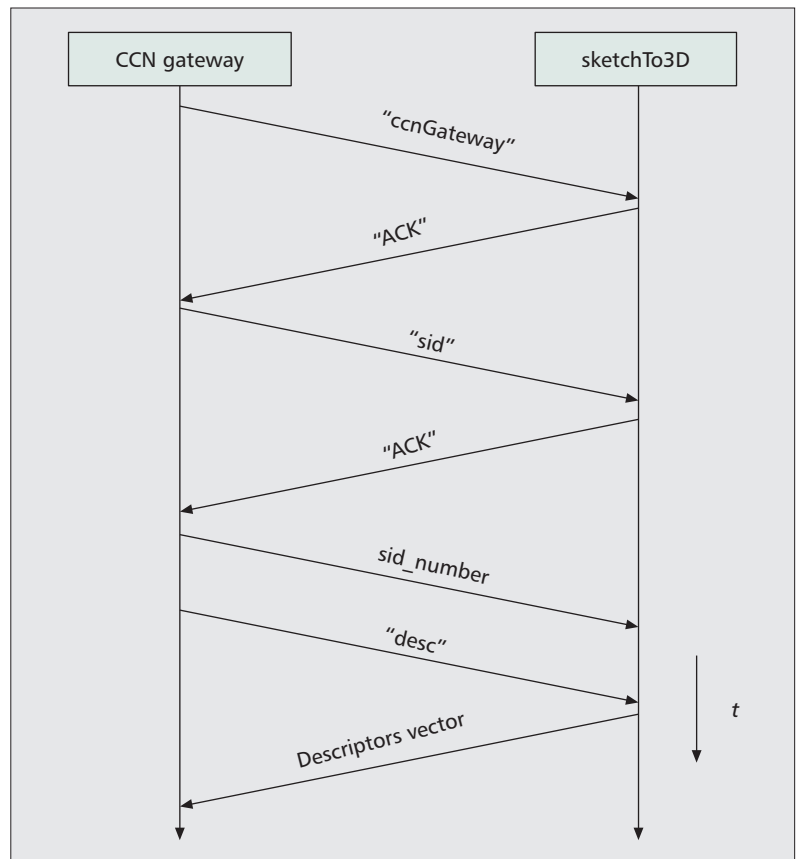 CCN gateway
sketchTo3D
“ccnGateway”
“ACK”
“sid”
“ACK”
sid_number
“desc”
t
Descriptors vector